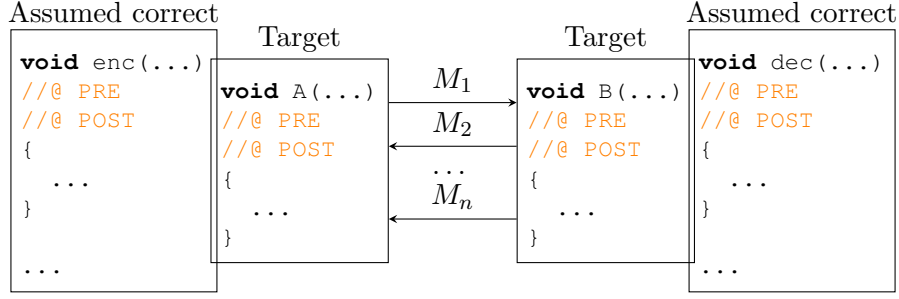 Assumed correct
void enc(...)
//@ PRE
//@ POST
{
...
}
...
Target
void A(...)
//@ PRE
//@ POST
{
...
}
M1
M2
...
Mn
Target
void B(...)
//@ PRE
//@ POST
{
...
}
Assumed correct
void dec(...)
//@ PRE
//@ POST
{
...
}
...